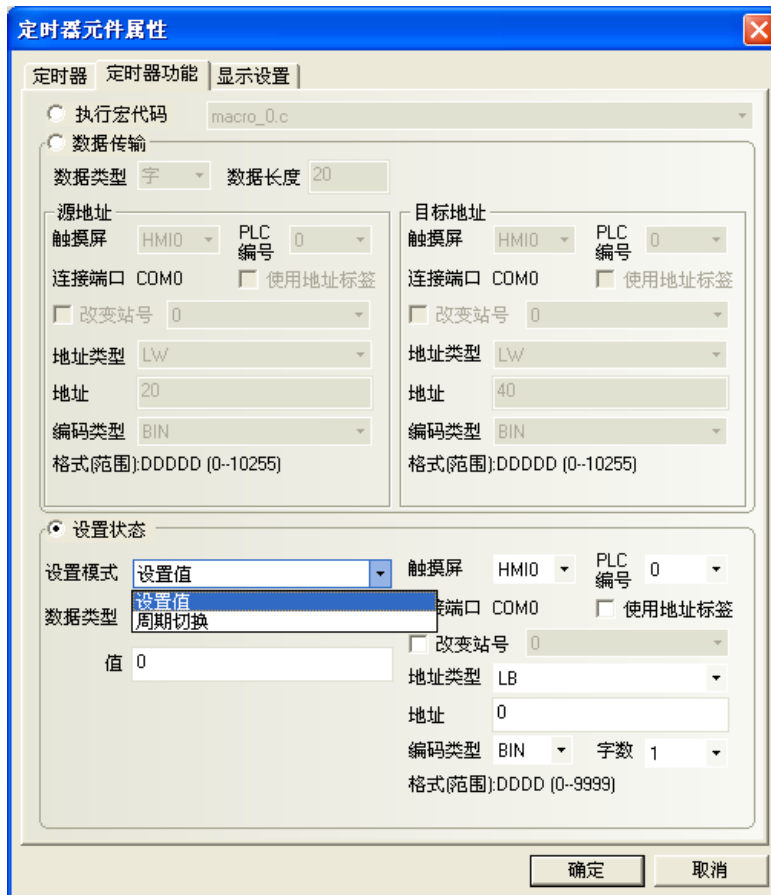 定时器元件属性
定时器 定时器功能 显示设置
执行宏代码 macro_0.c
数据传输
数据类型 字 数据长度 20
源地址
触摸屏 HMI0 PLC编号 0
连接端口 COM0 使用地址标签
改变站号 0
地址类型 LW
地址 20
编码类型 BIN
格式(范围):DDDDD (0--10255)
目标地址
触摸屏 HMI0 PLC编号 0
连接端口 COM0 使用地址标签
改变站号 0
地址类型 LW
地址 40
编码类型 BIN
格式(范围):DDDDD (0--10255)
设置状态
设置模式 设置值
设置值
周期切换
数据类型
值 0
触摸屏 HMI0 PLC编号 0
端口 COM0 使用地址标签
改变站号 0
地址类型 LB
地址 0
编码类型 BIN 字数 1
格式(范围):DDDD (0--9999)
确定 取消